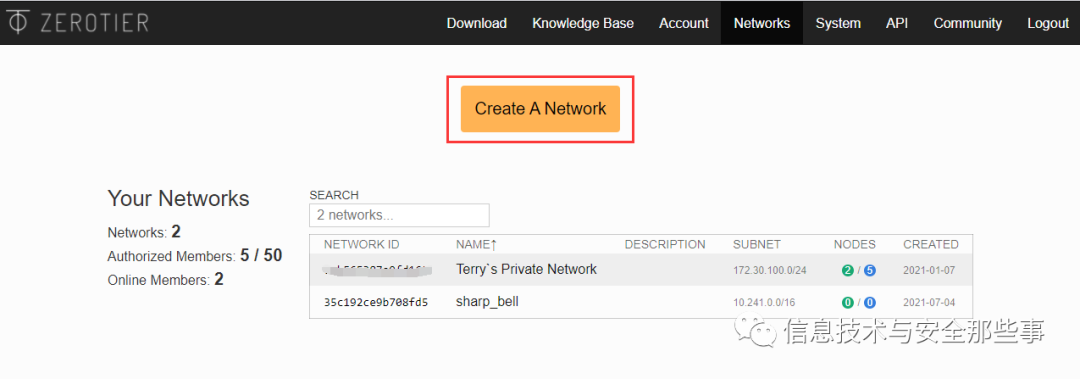 ZEROTIER Download Knowledge Base Account Networks System API Community Logout
Create A Network
Your Networks
Networks: 2
Authorized Members: 5 / 50
Online Members: 2
SEARCH
2 networks...
NETWORK ID NAME↑ DESCRIPTION SUBNET NODES CREATED
Terry`s Private Network 172.30.100.0/24 2 / 5 2021-01-07
35c192ce9b708fd5 sharp_bell 10.241.0.0/16 0 / 0 2021-07-04
信息技术与安全那些事